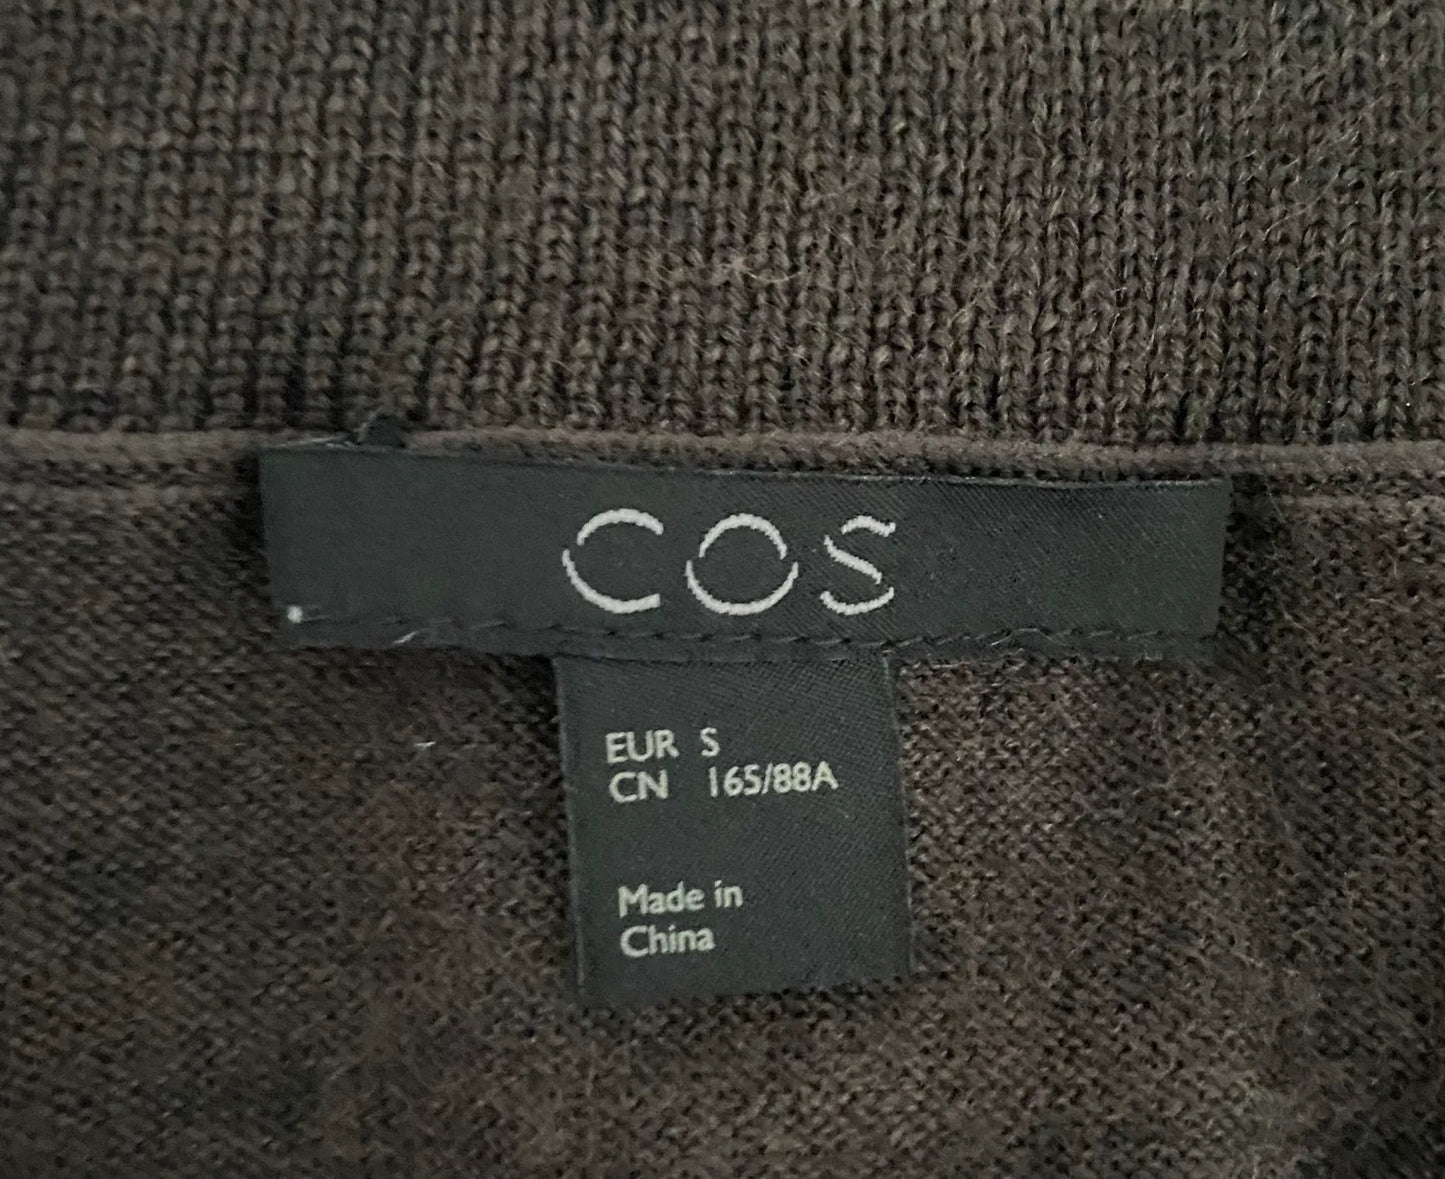 COS
EUR S
CN 165/88A
Made in
China